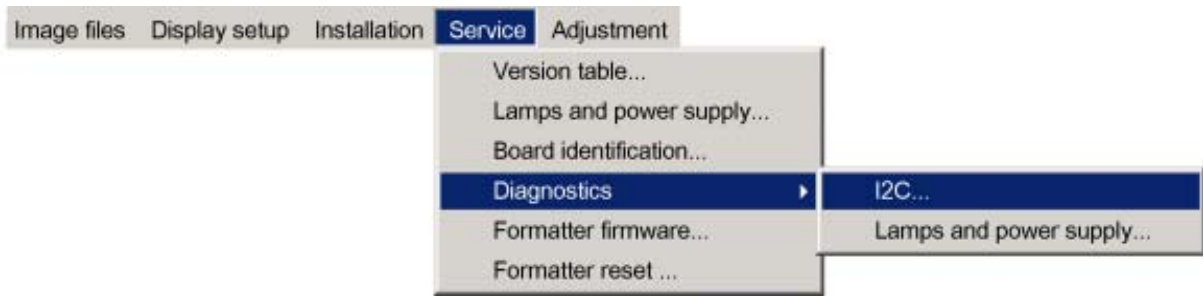 Image files Display setup Installation Service Adjustment
Version table...
Lamps and power supply...
Board identification...
Diagnostics
I2C...
Formatter firmware...
Lamps and power supply...
Formatter reset ...